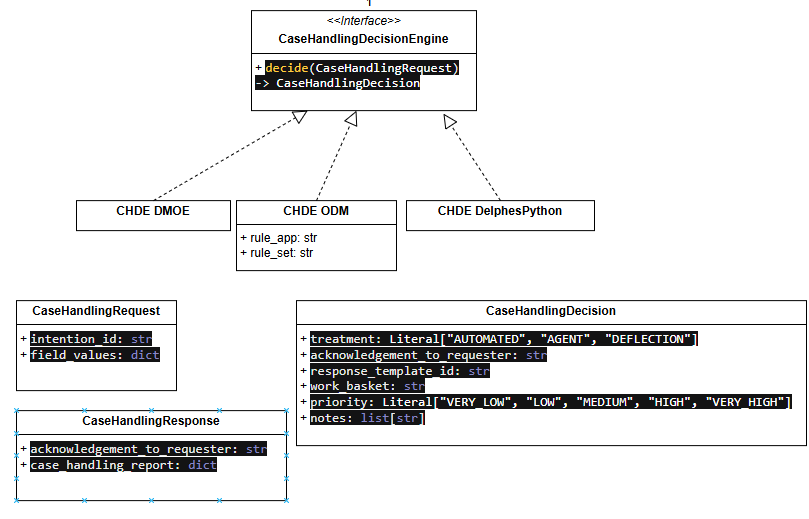 1
<<Interface>>
CaseHandlingDecisionEngine
+ decide(CaseHandlingRequest)
-> CaseHandlingDecision
CHDE DMOE
CHDE ODM
+ rule_app: str
+ rule_set: str
CHDE DelphesPython
CaseHandlingRequest
+ intention_id: str
+ field_values: dict
CaseHandlingDecision
+ treatment: Literal["AUTOMATED", "AGENT", "DEFLECTION"]
+ acknowledgement_to_requester: str
+ response_template_id: str
+ work_basket: str
+ priority: Literal["VERY_LOW", "LOW", "MEDIUM", "HIGH", "VERY_HIGH"]
+ notes: list[str]
CaseHandlingResponse
+ acknowledgement_to_requester: str
+ case_handling_report: dict